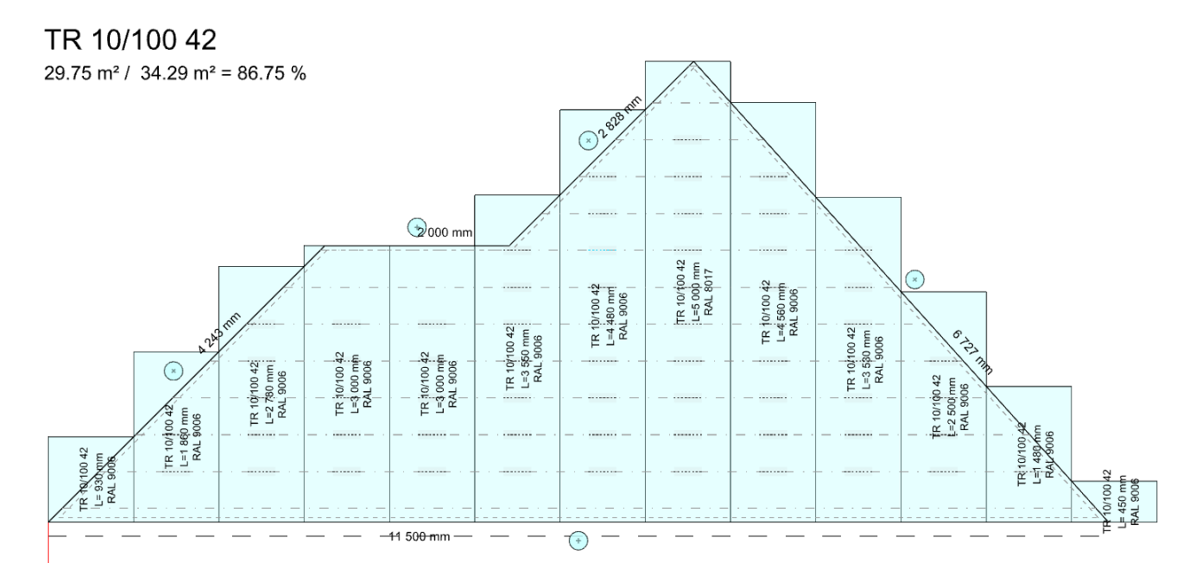 TR 10/100 42
29.75 m² / 34.29 m² = 86.75 %
2 828 mm
2 000 mm
4 243 mm
6 727 mm
TR 10/100 42
L= 930 mm
RAL 9006
TR 10/100 42
L=1 860 mm
RAL 9006
TR 10/100 42
L=2 780 mm
RAL 9006
TR 10/100 42
L=3 000 mm
RAL 9006
TR 10/100 42
L=3 000 mm
RAL 9006
TR 10/100 42
L=3 550 mm
RAL 9006
TR 10/100 42
L=4 480 mm
RAL 9006
TR 10/100 42
L=5 000 mm
RAL 8017
TR 10/100 42
L=4 560 mm
RAL 9006
TR 10/100 42
L=3 530 mm
RAL 9006
TR 10/100 42
L=2 500 mm
RAL 9006
TR 10/100 42
L=1 480 mm
RAL 9006
TR 10/100 42
L= 450 mm
RAL 9006
11 500 mm